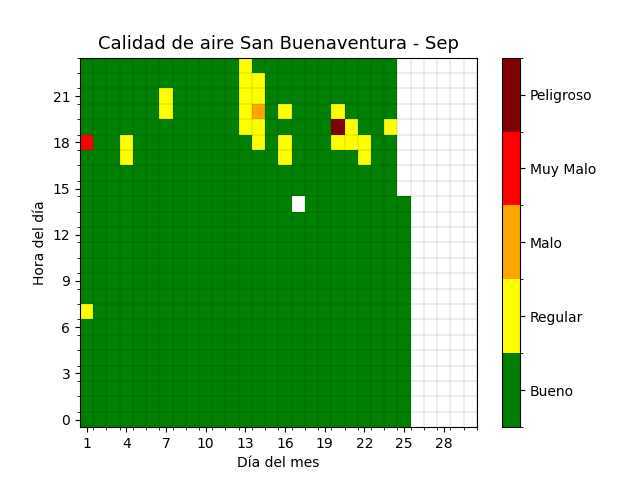 Calidad de aire San Buenaventura - Sep
Hora del día
21
18
15
12
9
6
3
0
1 4 7 10 13 16 19 22 25 28
Día del mes
Peligroso
Muy Malo
Malo
Regular
Bueno